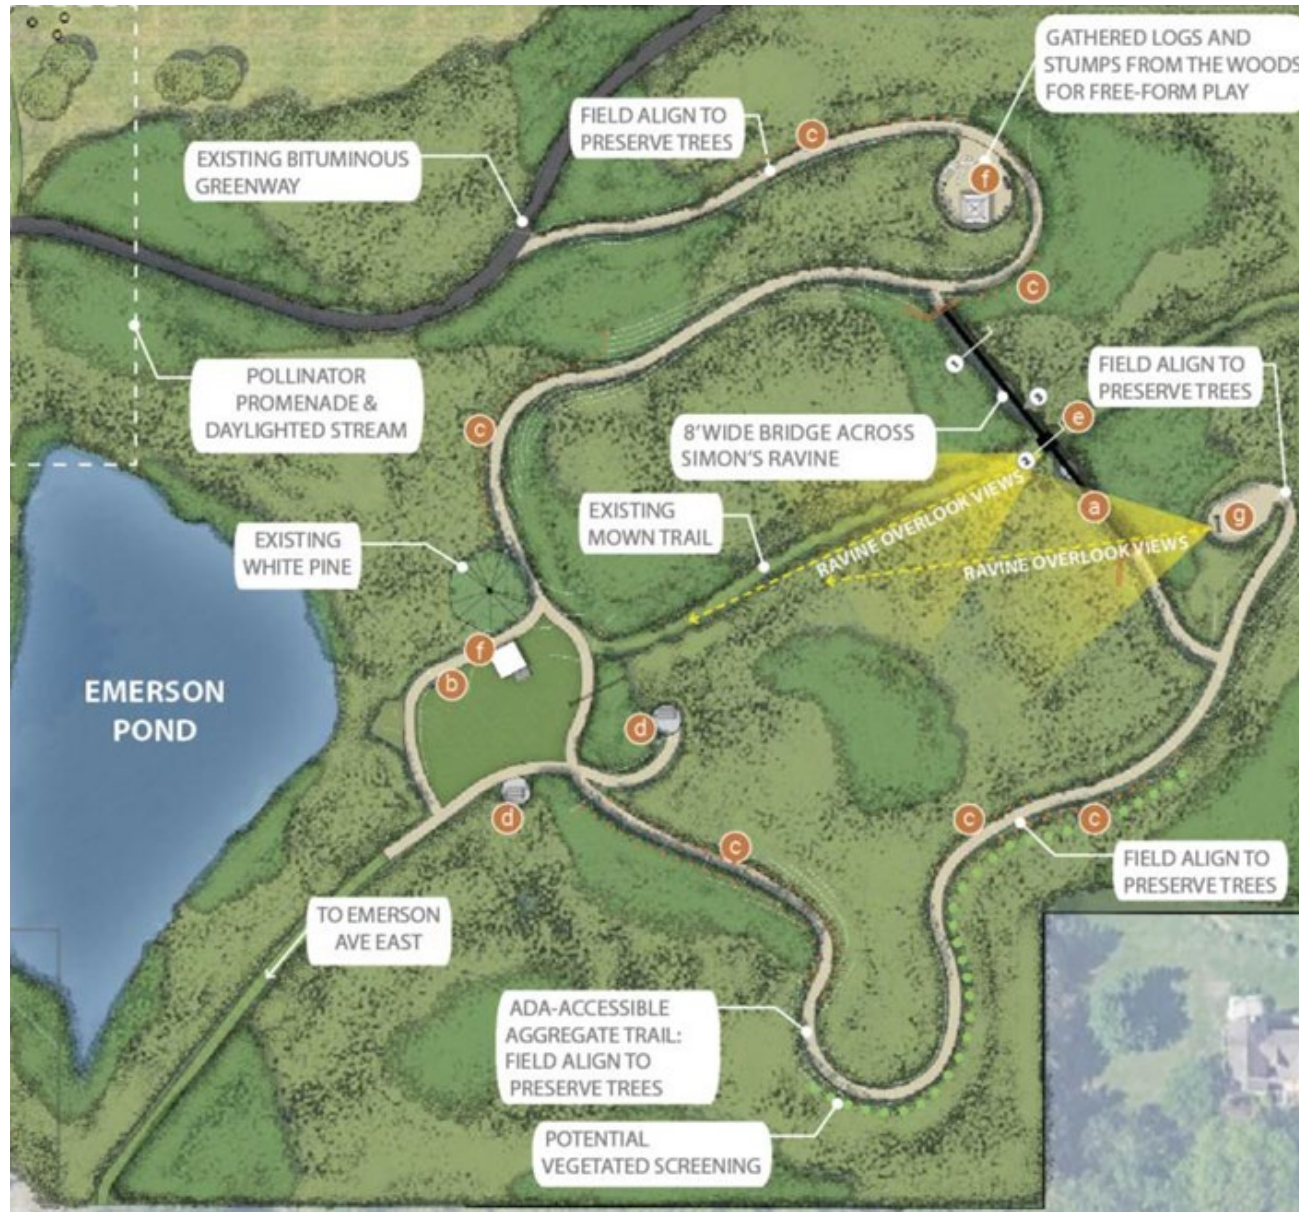 GATHERED LOGS AND
STUMPS FROM THE WOODS
FOR FREE-FORM PLAY
FIELD ALIGN TO
PRESERVE TREES
c
EXISTING BITUMINOUS
GREENWAY
f
c
POLLINATOR
PROMENADE &
DAYLIGHTED STREAM
1
3
FIELD ALIGN TO
PRESERVE TREES
c
8' WIDE BRIDGE ACROSS
SIMON'S RAVINE
e
2
a
g
EXISTING
MOWN TRAIL
RAVINE OVERLOOK VIEWS
RAVINE OVERLOOK VIEWS
EXISTING
WHITE PINE
f
b
EMERSON
POND
d
d
c
c
c
FIELD ALIGN TO
PRESERVE TREES
TO EMERSON
AVE EAST
ADA-ACCESSIBLE
AGGREGATE TRAIL:
FIELD ALIGN TO
PRESERVE TREES
POTENTIAL
VEGETATED SCREENING